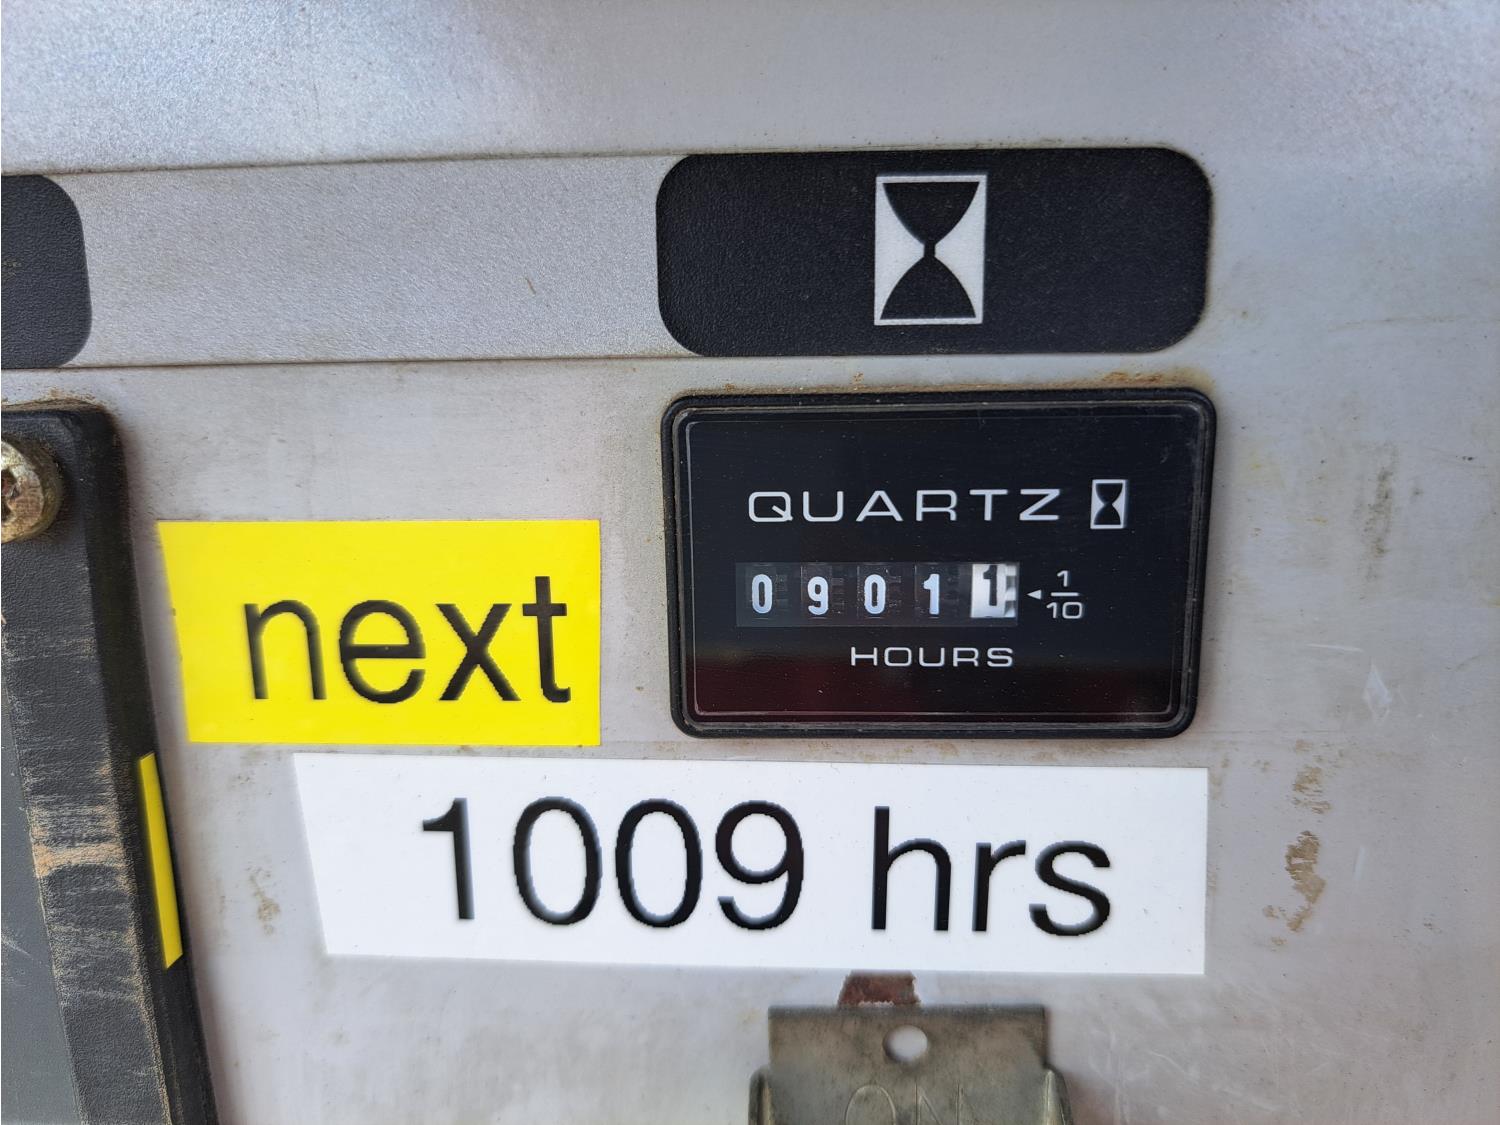 QUARTZ
09011 1/10
HOURS
next
1009 hrs